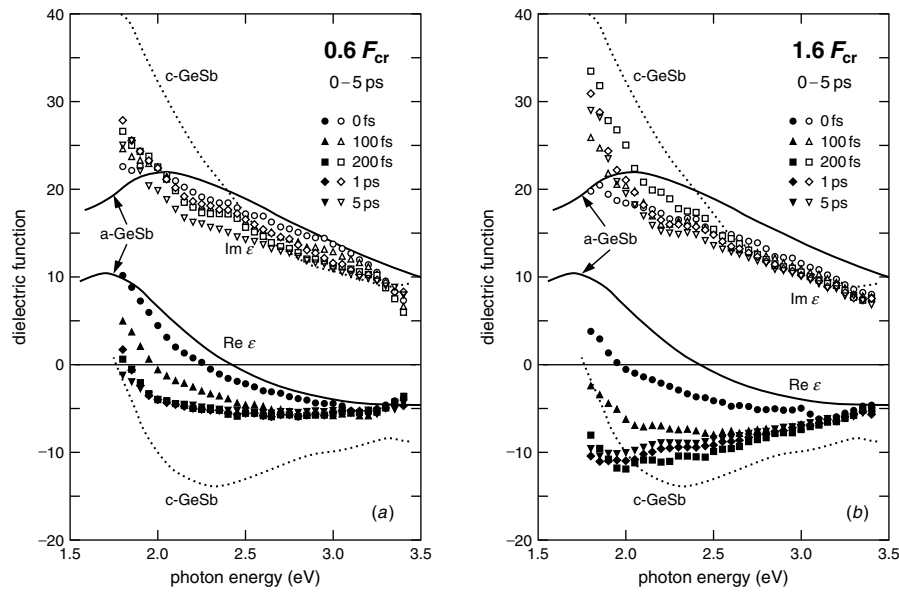 40
30
20
10
0
−10
−20
dielectric function
1.5 2.0 2.5 3.0 3.5
photon energy (eV)
c-GeSb
0.6 Fcr
0–5 ps
0 fs
100 fs
200 fs
1 ps
5 ps
a-GeSb
Im ε
Re ε
c-GeSb
(a)
40
30
20
10
0
−10
−20
dielectric function
1.5 2.0 2.5 3.0 3.5
photon energy (eV)
c-GeSb
1.6 Fcr
0–5 ps
0 fs
100 fs
200 fs
1 ps
5 ps
a-GeSb
Im ε
Re ε
c-GeSb
(b)